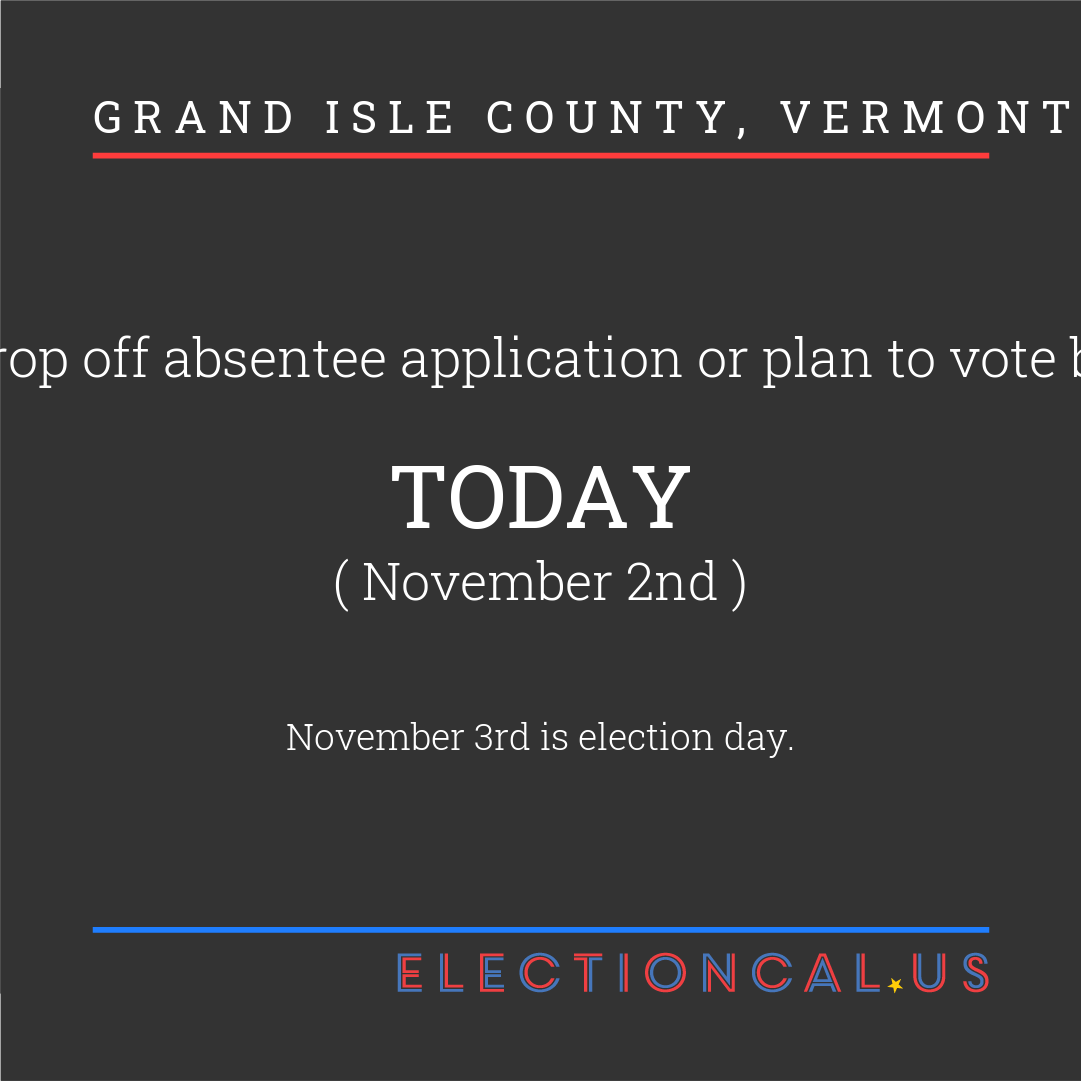 GRAND ISLE COUNTY, VERMONT
rop off absentee application or plan to vote b
TODAY
( November 2nd )
November 3rd is election day.
ELECTIONCAL.US